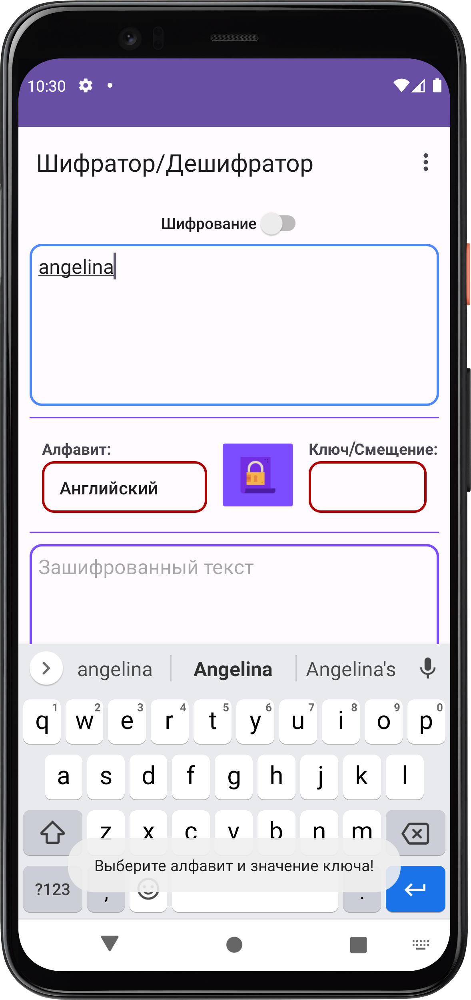 10:30
Шифратор/Дешифратор
Шифрование
angelina
Алфавит:
Ключ/Смещение:
Английский
Зашифрованный текст
angelina Angelina Angelina's
1 2 3 4 5 6 7 8 9 0
q w e r t y u i o p
a s d f g h j k l
z x c v b n m
Выберите алфавит и значение ключа!
?123 , .